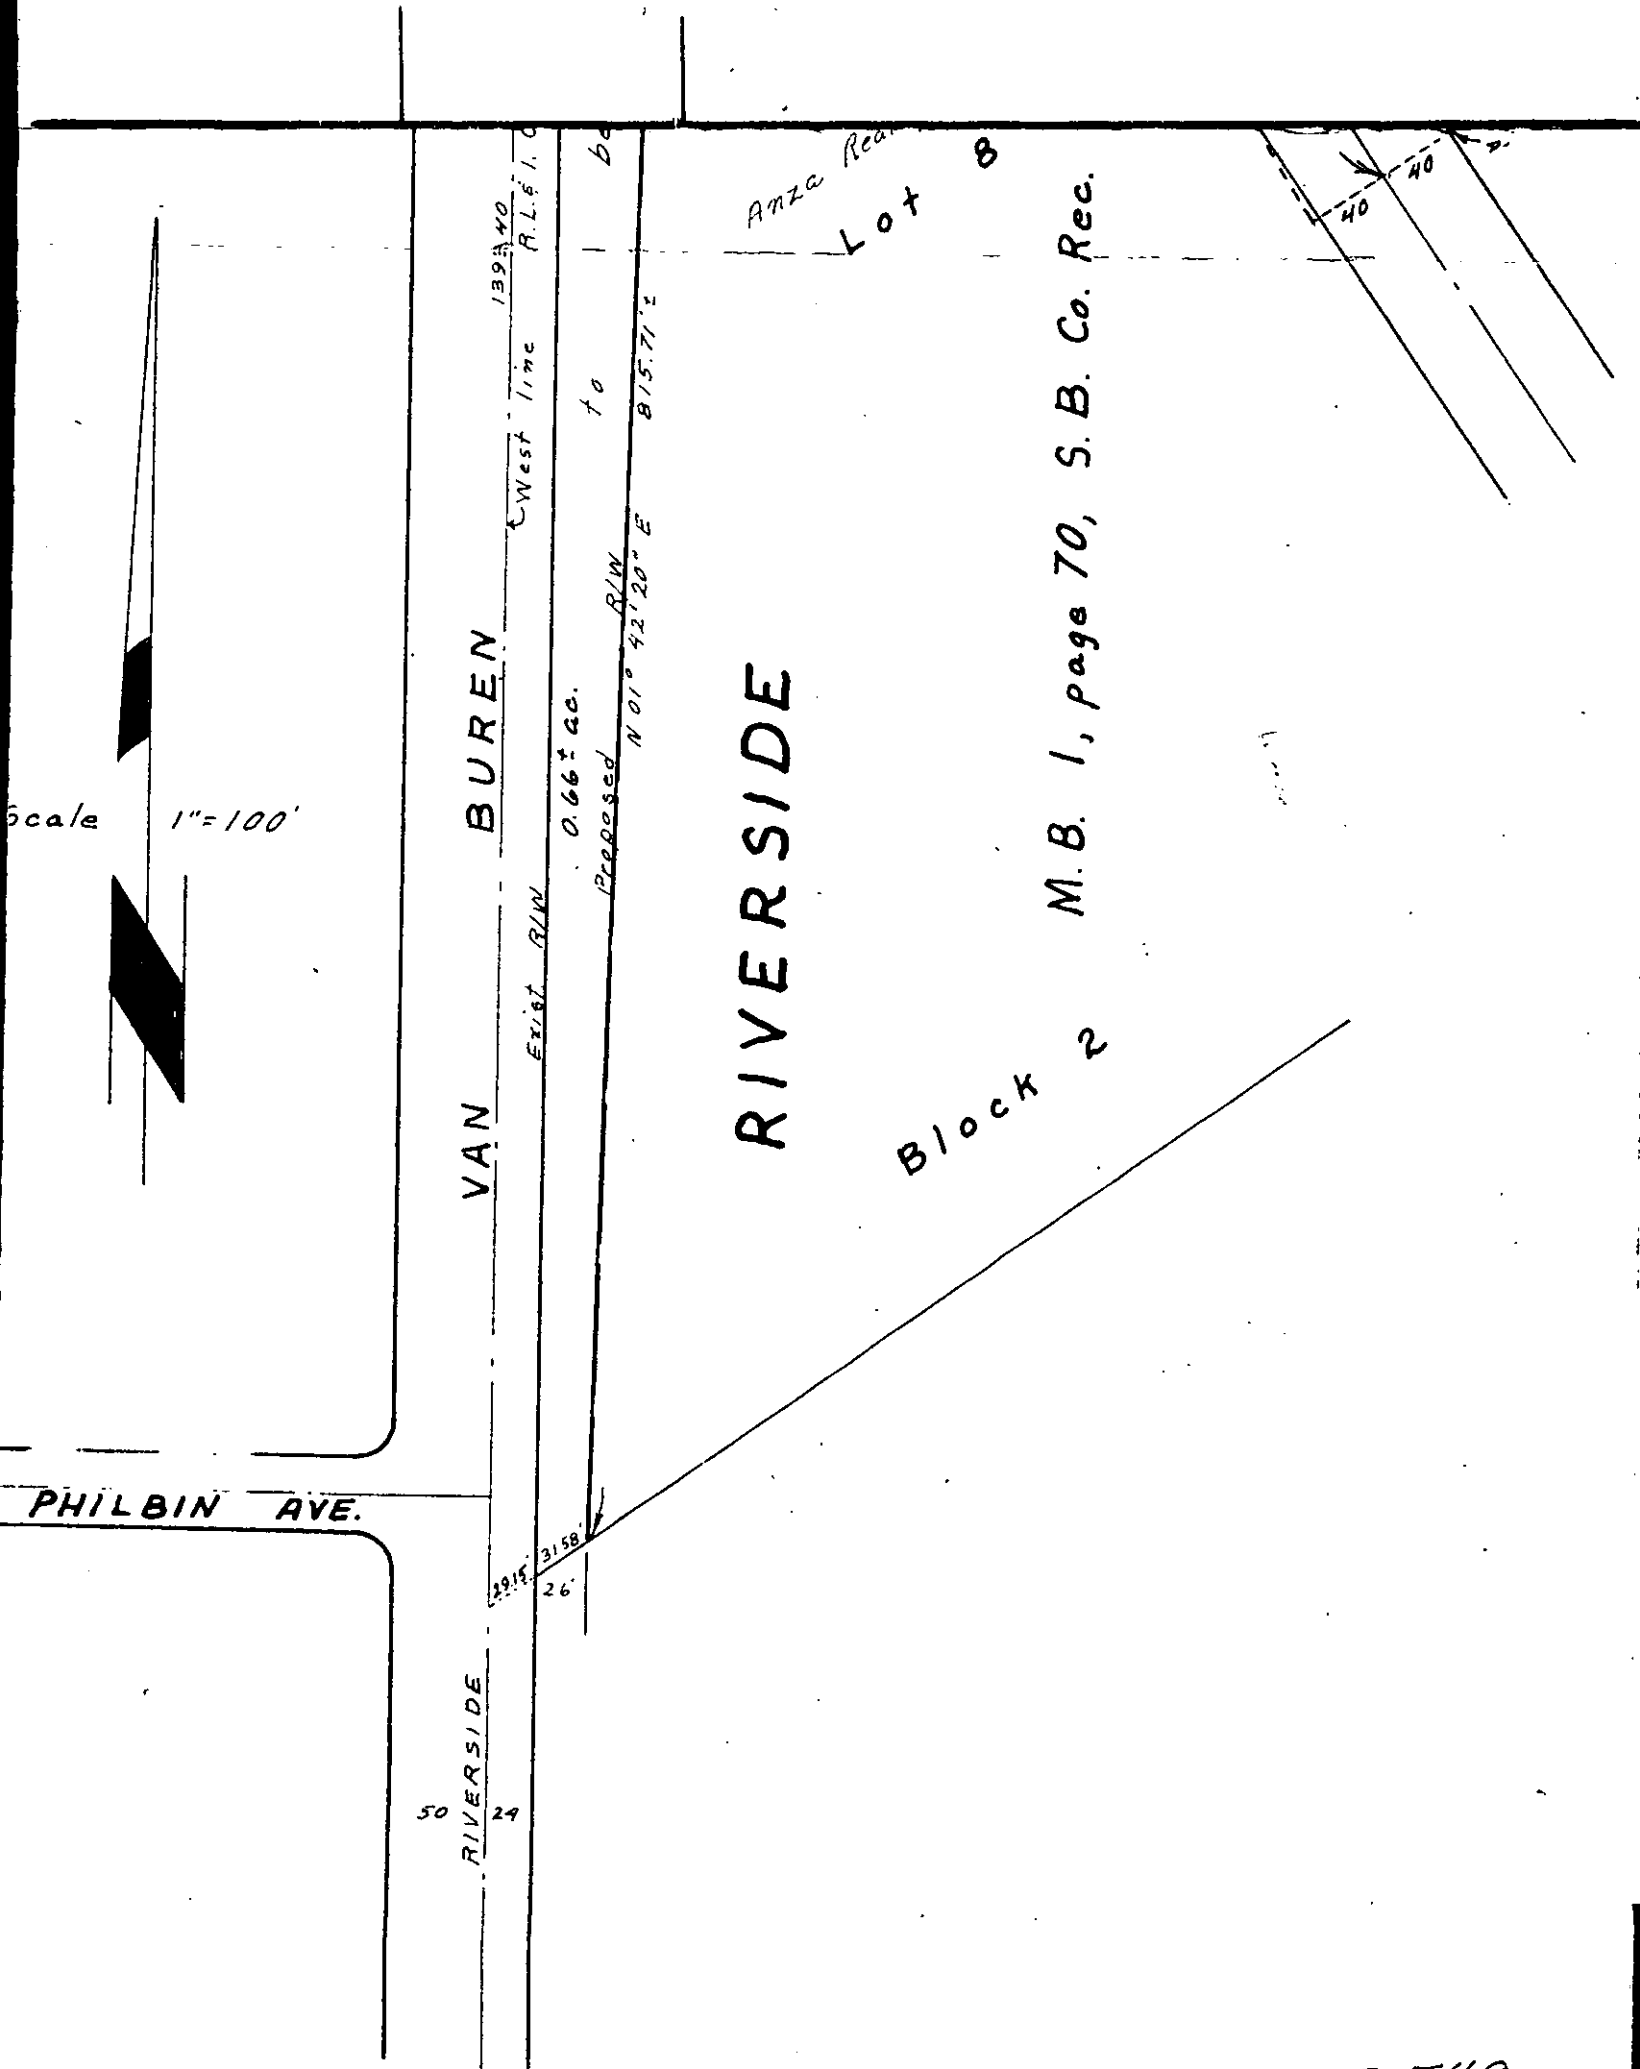 Anza
Lot 8
40
40
139±40
West line R.L.& I. C
to
815.71'±
N 01° 42' 20" E
Proposed R/W
0.66± ac.
Exist R/W
VAN BUREN
Scale 1"=100'
RIVERSIDE
M.B. 1, page 70, S.B. Co. Rec.
Block 2
PHILBIN AVE.
29.15'
31.58'
26'
50
24
RIVERSIDE